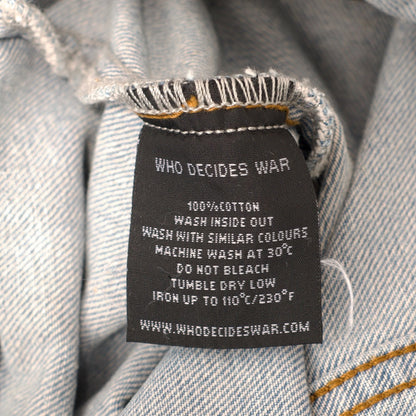 WHO DECIDES WAR
100%COTTON
WASH INSIDE OUT
WASH WITH SIMILAR COLOURS
MACHINE WASH AT 30°C
DO NOT BLEACH
TUMBLE DRY LOW
IRON UP TO 110°C/230°F
WWW.WHODECIDESWAR.COM